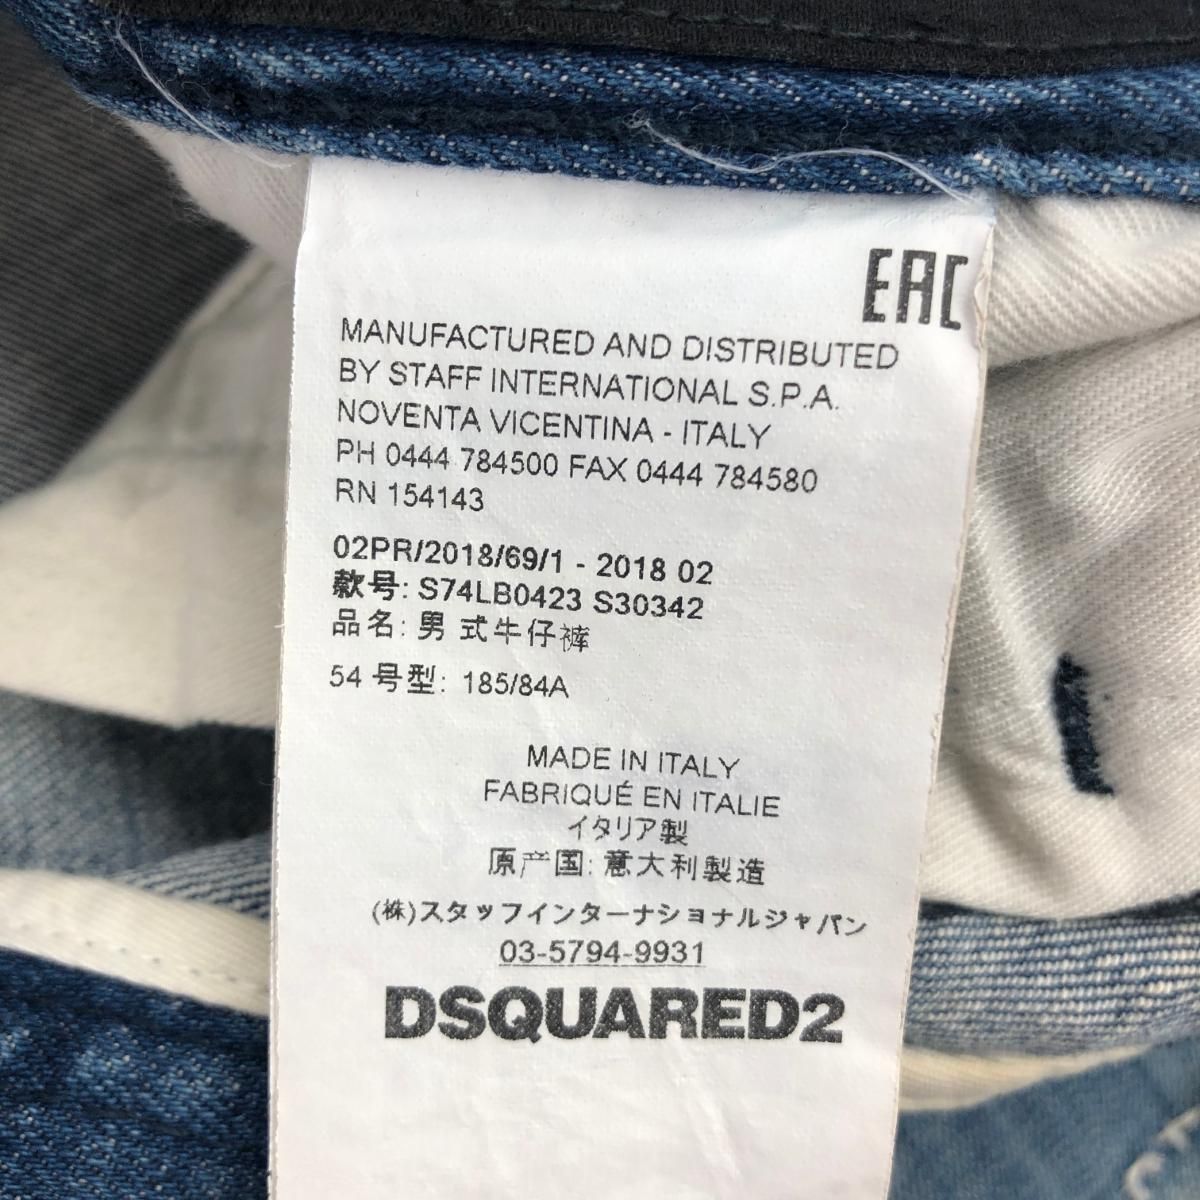 EAC
MANUFACTURED AND DISTRIBUTED
BY STAFF INTERNATIONAL S.P.A.
NOVENTA VICENTINA - ITALY
PH 0444 784500 FAX 0444 784580
RN 154143
02PR/2018/69/1 - 2018 02
款号: S74LB0423 S30342
品名: 男 式牛仔裤
54 号型: 185/84A
MADE IN ITALY
FABRIQUÉ EN ITALIE
イタリア製
原产国: 意大利製造
(株)スタッフインターナショナルジャパン
03-5794-9931
DSQUARED2